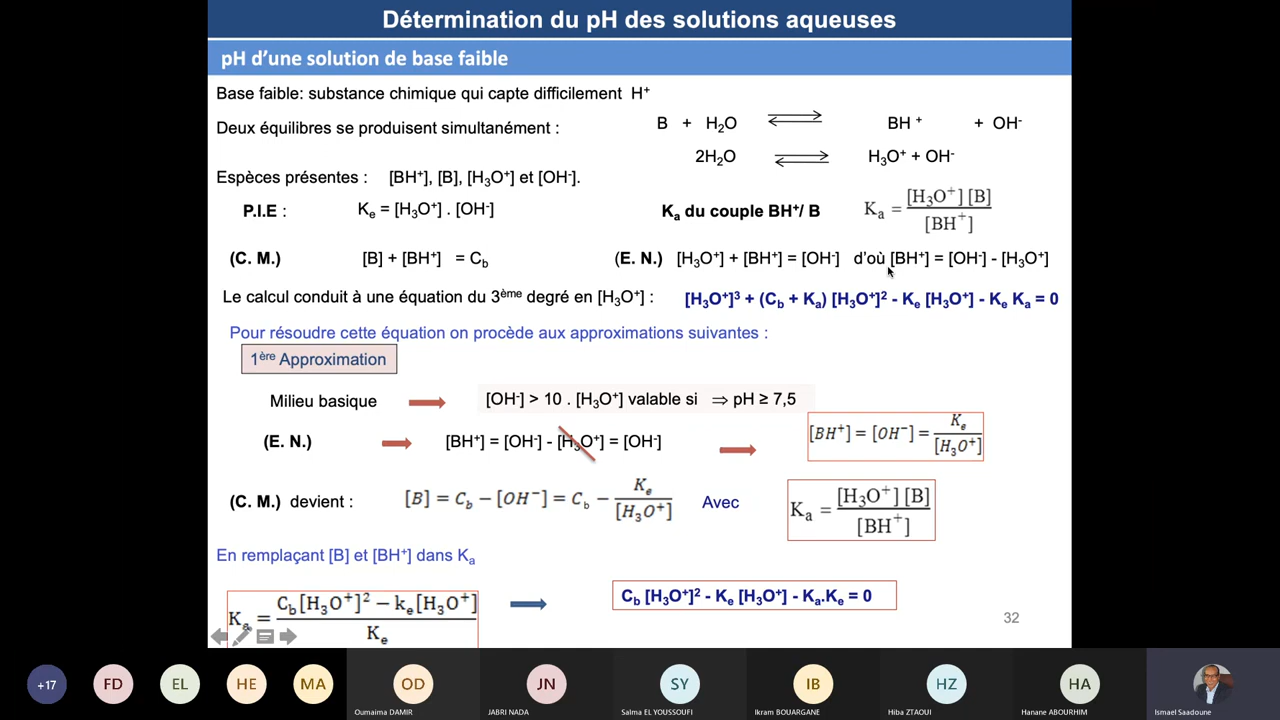 Détermination du pH des solutions aqueuses
pH d'une solution de base faible
Base faible: substance chimique qui capte difficilement H⁺
Deux équilibres se produisent simultanément : B + H₂O ⇌ BH ⁺ + OH⁻
2H₂O ⇌ H₃O⁺ + OH⁻
Espèces présentes : [BH⁺], [B], [H₃O⁺] et [OH⁻].
P.I.E : Kₑ = [H₃O⁺] . [OH⁻] Kₐ du couple BH⁺/ B Kₐ = [H₃O⁺] [B] / [BH⁺]
(C. M.) [B] + [BH⁺] = C_b (E. N.) [H₃O⁺] + [BH⁺] = [OH⁻] d'où [BH⁺] = [OH⁻] - [H₃O⁺]
Le calcul conduit à une équation du 3ème degré en [H₃O⁺] : [H₃O⁺]³ + (C_b + Kₐ) [H₃O⁺]² - Kₑ [H₃O⁺] - Kₑ Kₐ = 0
Pour résoudre cette équation on procède aux approximations suivantes :
1ère Approximation
Milieu basique → [OH⁻] > 10 . [H₃O⁺] valable si ⇒ pH ≥ 7,5
(E. N.) → [BH⁺] = [OH⁻] - [H₃O⁺] = [OH⁻] → [BH⁺] = [OH⁻] = Kₑ / [H₃O⁺]
(C. M.) devient : [B] = C_b − [OH⁻] = C_b − Kₑ / [H₃O⁺] Avec Kₐ = [H₃O⁺] [B] / [BH⁺]
En remplaçant [B] et [BH⁺] dans Kₐ
Kₐ = C_b[H₃O⁺]² − kₑ[H₃O⁺] / Kₑ → C_b [H₃O⁺]² - Kₑ [H₃O⁺] - Kₐ.Kₑ = 0
32
+17 FD EL HE MA OD JN SY IB HZ HA
Oumaima DAMIR JABRI NADA Salma EL YOUSSOUFI Ikram BOUARGANE Hiba ZTAOUI Hanane ABOURHIM Ismael Saadoune